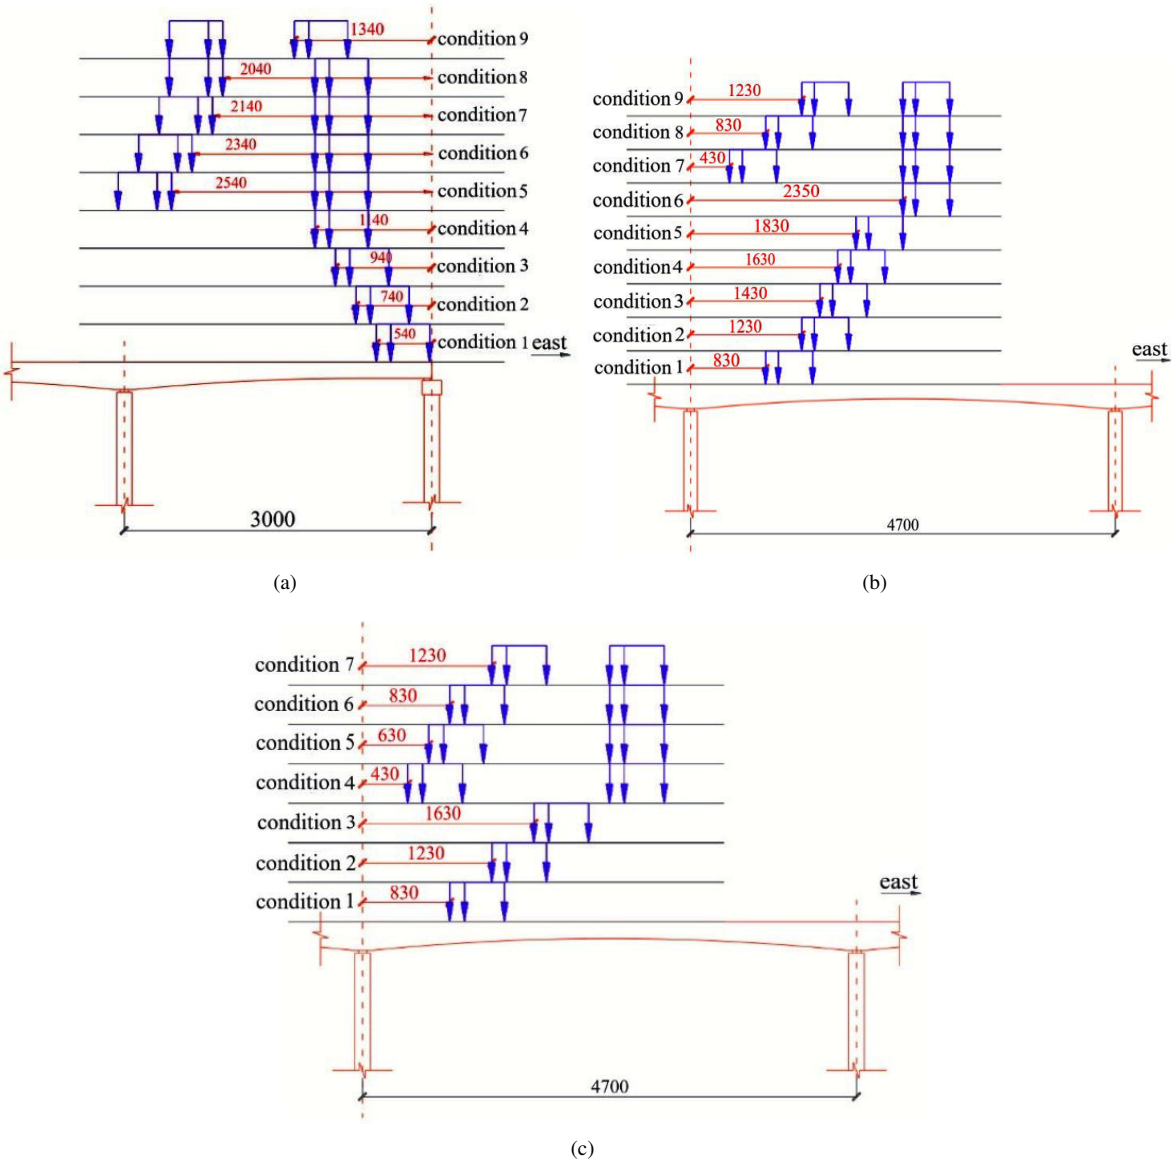 1340 condition 9
2040 condition 8
2140 condition 7
2340 condition 6
2540 condition 5
1140 condition 4
940 condition 3
740 condition 2
540 condition 1
east
3000
(a)
condition 9 1230
condition 8 830
condition 7 430
condition 6 2350
condition 5 1830
condition 4 1630
condition 3 1430
condition 2 1230
condition 1 830
east
4700
(b)
condition 7 1230
condition 6 830
condition 5 630
condition 4 430
condition 3 1630
condition 2 1230
condition 1 830
east
4700
(c)